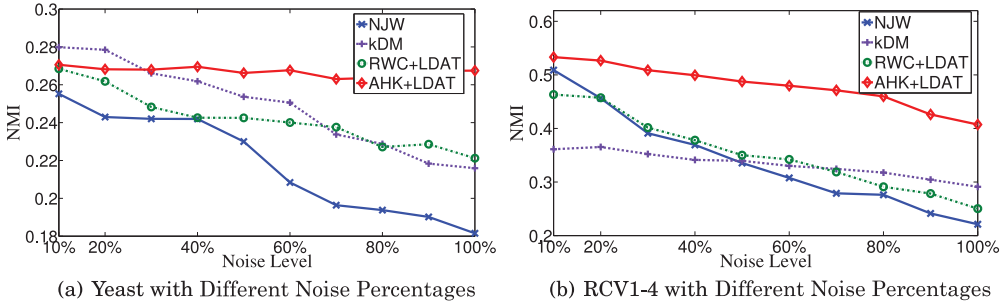 0.3
0.28
0.26
0.24
0.22
0.2
0.18
NMI
NJW
kDM
RWC+LDAT
AHK+LDAT
10% 20% 40% 60% 80% 100%
Noise Level
(a) Yeast with Different Noise Percentages
0.6
0.5
0.4
0.3
0.2
NMI
NJW
kDM
RWC+LDAT
AHK+LDAT
10% 20% 40% 60% 80% 100%
Noise Level
(b) RCV1-4 with Different Noise Percentages